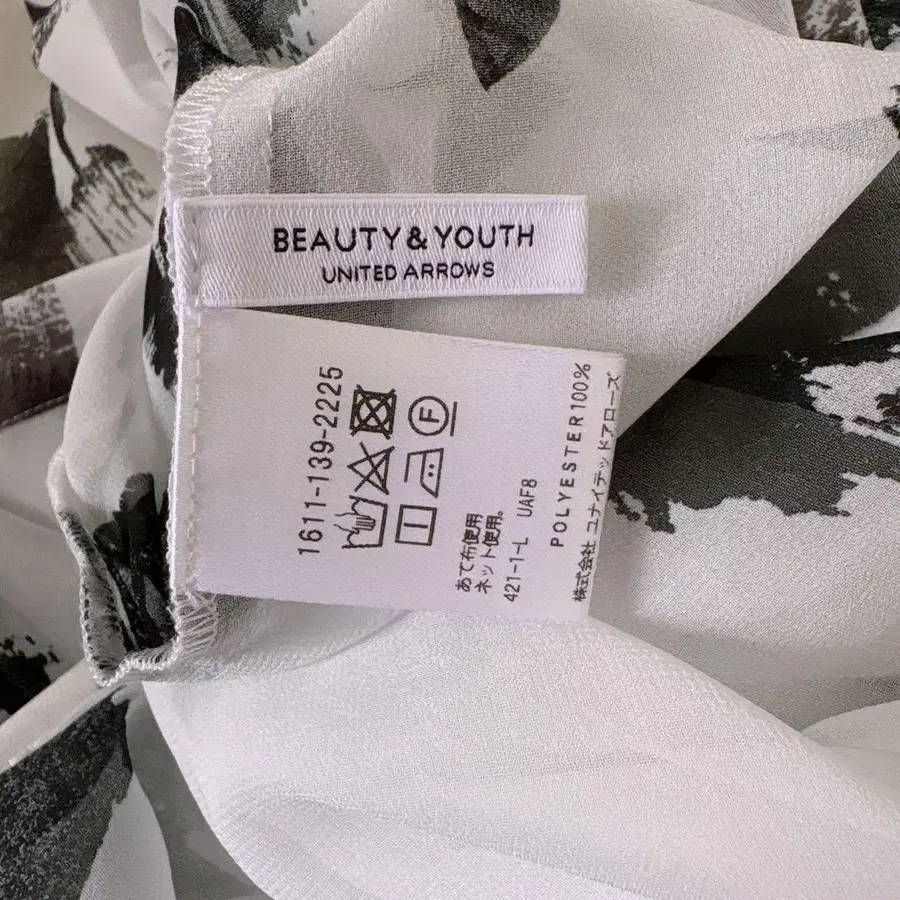 BEAUTY & YOUTH
UNITED ARROWS
1611-139-2225
F
あて布使用
ネット使用。
421-1-L UAF8
POLYESTER100%
株式会社 ユナイテッドアローズ